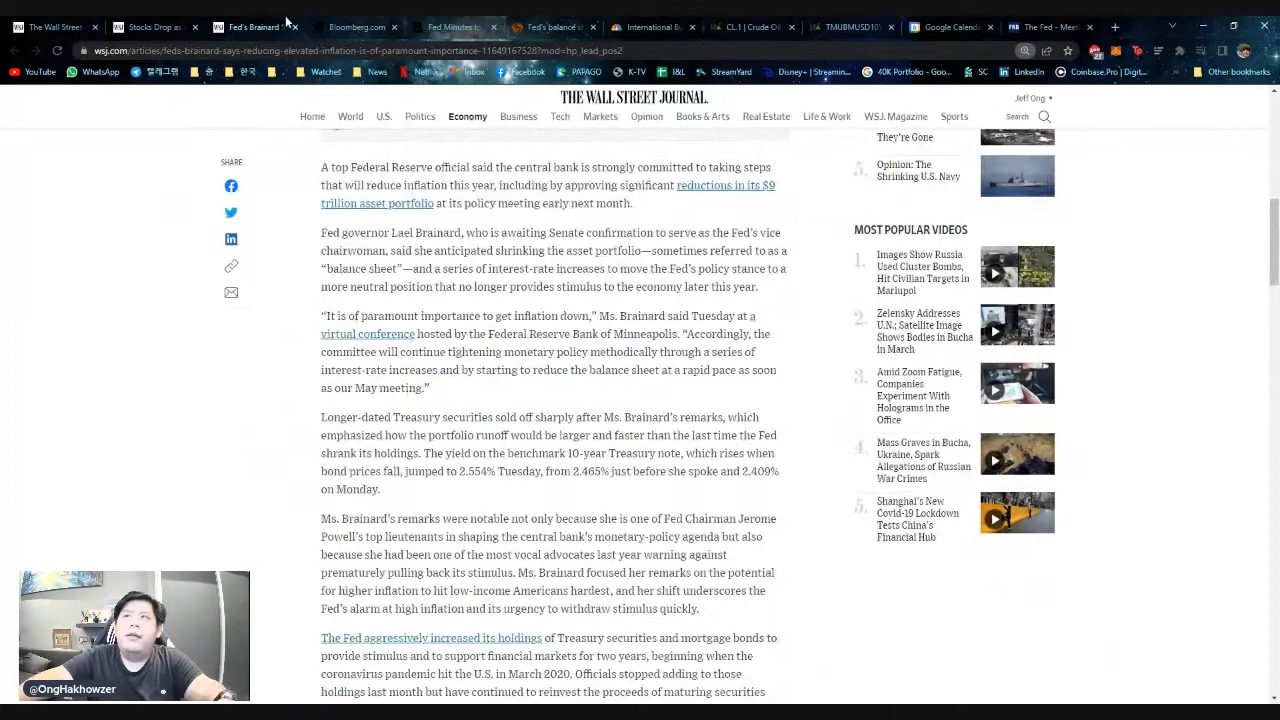 The Wall Street
Stocks Drop as
Fed's Brainard
Bloomberg.com
Fed Minutes to
Fed's balance s
International Bu
CL.1 | Crude Oi
TMUBMUSD10Y
Google Calenda
The Fed - Meet
wsj.com/articles/feds-brainard-says-reducing-elevated-inflation-is-of-paramount-importance-11649167528?mod=hp_lead_pos2
YouTube
WhatsApp
텔레그램
숨
한국
Watches
News
Netfli
Inbox
Facebook
PAPAGO
K-TV
I&L
StreamYard
Disney+ | Streamin...
40K Portfolio - Goo...
SC
LinkedIn
Coinbase.Pro | Digit...
Other bookmarks
THE WALL STREET JOURNAL.
Jeff Ong
Home World U.S. Politics Economy Business Tech Markets Opinion Books & Arts Real Estate Life & Work WSJ. Magazine Sports
Search
SHARE
A top Federal Reserve official said the central bank is strongly committed to taking steps
that will reduce inflation this year, including by approving significant reductions in its $9
trillion asset portfolio at its policy meeting early next month.
Fed governor Lael Brainard, who is awaiting Senate confirmation to serve as the Fed's vice
chairwoman, said she anticipated shrinking the asset portfolio—sometimes referred to as a
“balance sheet”—and a series of interest-rate increases to move the Fed's policy stance to a
more neutral position that no longer provides stimulus to the economy later this year.
“It is of paramount importance to get inflation down,” Ms. Brainard said Tuesday at a
virtual conference hosted by the Federal Reserve Bank of Minneapolis. “Accordingly, the
committee will continue tightening monetary policy methodically through a series of
interest-rate increases and by starting to reduce the balance sheet at a rapid pace as soon
as our May meeting.”
Longer-dated Treasury securities sold off sharply after Ms. Brainard's remarks, which
emphasized how the portfolio runoff would be larger and faster than the last time the Fed
shrank its holdings. The yield on the benchmark 10-year Treasury note, which rises when
bond prices fall, jumped to 2.554% Tuesday, from 2.465% just before she spoke and 2.409%
on Monday.
Ms. Brainard's remarks were notable not only because she is one of Fed Chairman Jerome
Powell's top lieutenants in shaping the central bank's monetary-policy agenda but also
because she had been one of the most vocal advocates last year warning against
prematurely pulling back its stimulus. Ms. Brainard focused her remarks on the potential
for higher inflation to hit low-income Americans hardest, and her shift underscores the
Fed's alarm at high inflation and its urgency to withdraw stimulus quickly.
The Fed aggressively increased its holdings of Treasury securities and mortgage bonds to
provide stimulus and to support financial markets for two years, beginning when the
coronavirus pandemic hit the U.S. in March 2020. Officials stopped adding to those
holdings last month but have continued to reinvest the proceeds of maturing securities
They're Gone
5. Opinion: The
Shrinking U.S. Navy
MOST POPULAR VIDEOS
1. Images Show Russia
Used Cluster Bombs,
Hit Civilian Targets in
Mariupol
2. Zelensky Addresses
U.N.; Satellite Image
Shows Bodies in Bucha
in March
3. Amid Zoom Fatigue,
Companies
Experiment With
Holograms in the
Office
4. Mass Graves in Bucha,
Ukraine, Spark
Allegations of Russian
War Crimes
5. Shanghai's New
Covid-19 Lockdown
Tests China's
Financial Hub
@OngHakhowzer